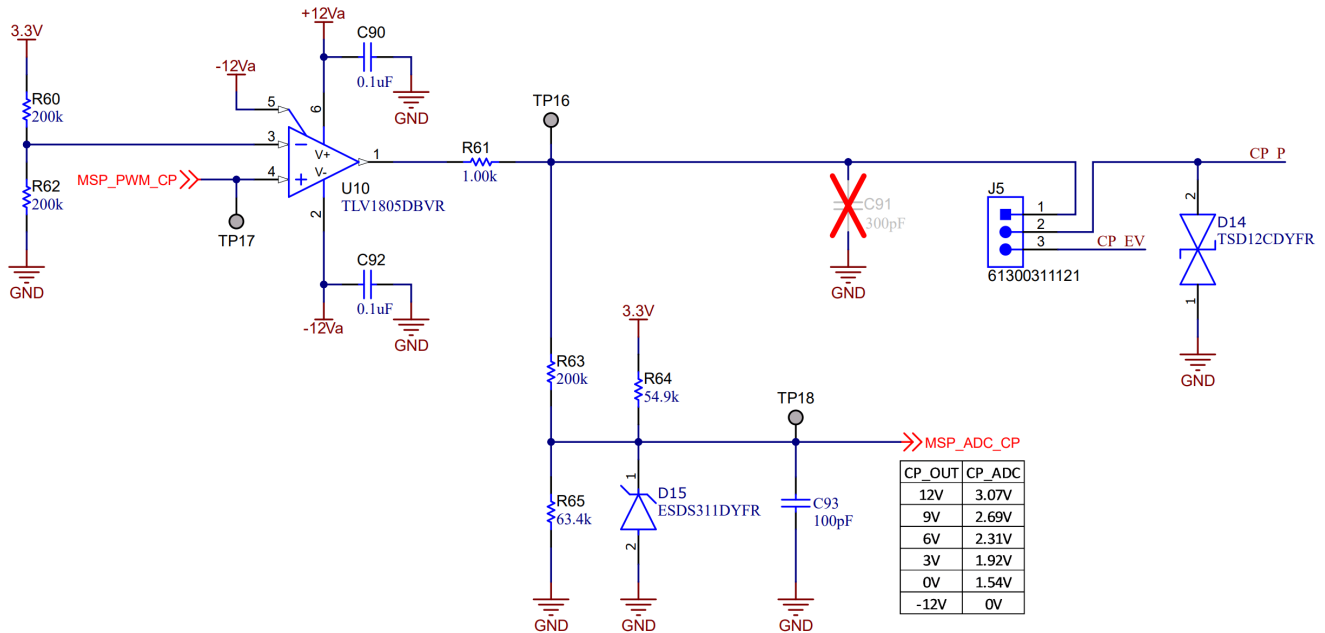 +12Va
3.3V
C90
0.1uF
GND
-12Va
R60
200k
5
6
3
V+
V-
1
4
2
MSP_PWM_CP
TP17
U10
TLV1805DBVR
R62
200k
GND
C92
0.1uF
-12Va
GND
R61
1.00k
TP16
C91
300pF
GND
J5
1
2
3
61300311121
CP_P
CP_EV
2
D14
TSD12CDYFR
1
GND
R63
200k
3.3V
R64
54.9k
TP18
MSP_ADC_CP
R65
63.4k
1
D15
ESDS311DYFR
2
C93
100pF
GND
GND
GND
CP_OUT CP_ADC
12V 3.07V
9V 2.69V
6V 2.31V
3V 1.92V
0V 1.54V
-12V 0V